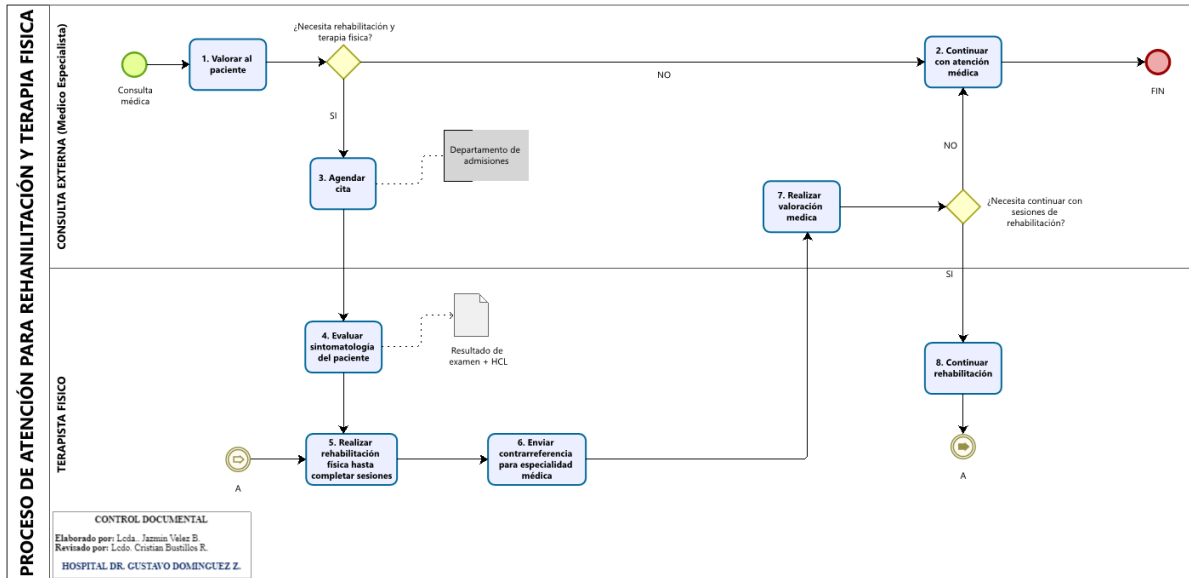 PROCESO DE ATENCIÓN PARA REHANILITACIÓN Y TERAPIA FISICA
CONSULTA EXTERNA (Medico Especialista)
Consulta
médica
1. Valorar al
paciente
¿Necesita rehabilitación y
terapia fisica?
NO
SI
2. Continuar
con atención
médica
FIN
3. Agendar
cita
Departamento de
admisiones
7. Realizar
valoración
medica
NO
¿Necesita continuar con
sesiones de
rehabilitación?
SI
TERAPISTA FISICO
4. Evaluar
sintomatología
del paciente
Resultado de
examen + HCL
8. Continuar
rehabilitación
A
5. Realizar
rehabilitación
física hasta
completar sesiones
6. Enviar
contrarreferencia
para especialidad
médica
A
CONTROL DOCUMENTAL
Elaborado por: Lcda.. Jazmin Velez B.
Revisado por: Lcdo. Cristian Bustillos R.
HOSPITAL DR. GUSTAVO DOMINGUEZ Z.